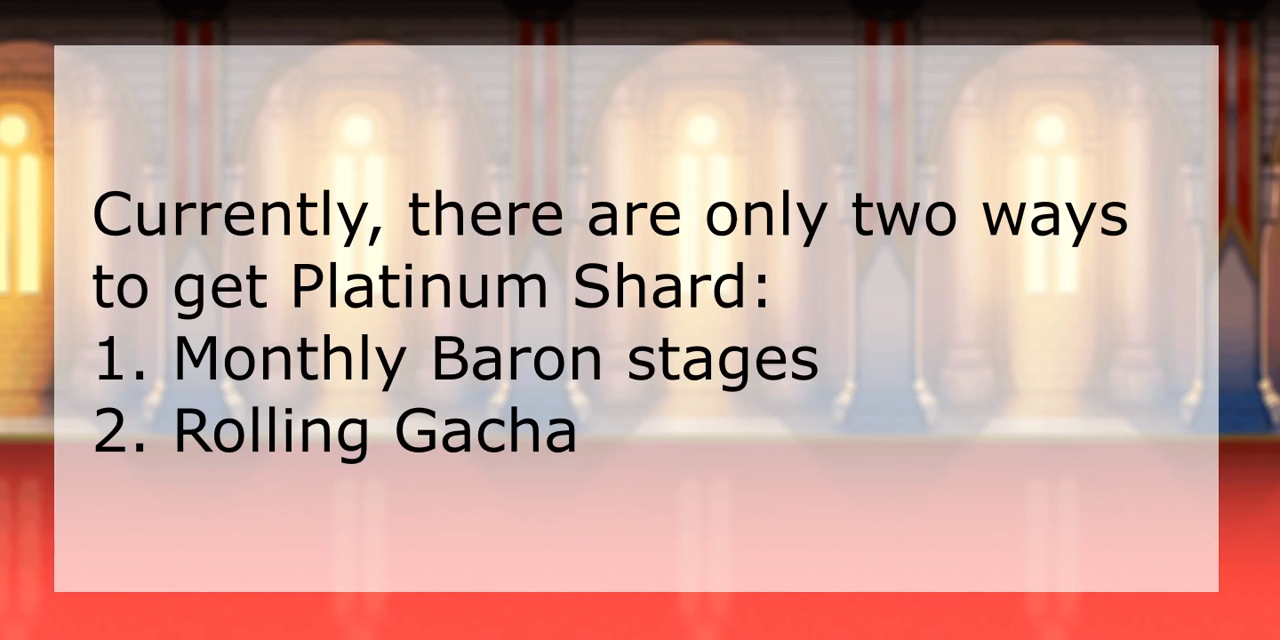 Currently, there are only two ways
to get Platinum Shard:
1. Monthly Baron stages
2. Rolling Gacha